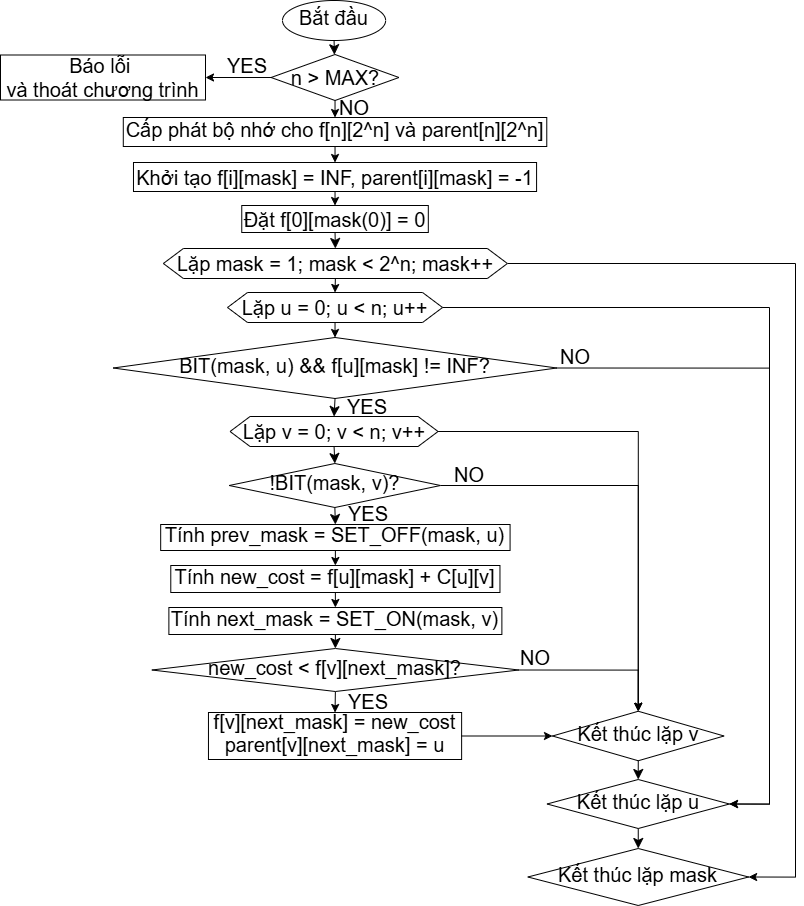 Bắt đầu
n > MAX?
YES
Báo lỗi
và thoát chương trình
NO
Cấp phát bộ nhớ cho f[n][2^n] và parent[n][2^n]
Khởi tạo f[i][mask] = INF, parent[i][mask] = -1
Đặt f[0][mask(0)] = 0
Lặp mask = 1; mask < 2^n; mask++
Lặp u = 0; u < n; u++
BIT(mask, u) && f[u][mask] != INF?
NO
YES
Lặp v = 0; v < n; v++
!BIT(mask, v)?
NO
YES
Tính prev_mask = SET_OFF(mask, u)
Tính new_cost = f[u][mask] + C[u][v]
Tính next_mask = SET_ON(mask, v)
new_cost < f[v][next_mask]?
NO
YES
f[v][next_mask] = new_cost
parent[v][next_mask] = u
Kết thúc lặp v
Kết thúc lặp u
Kết thúc lặp mask